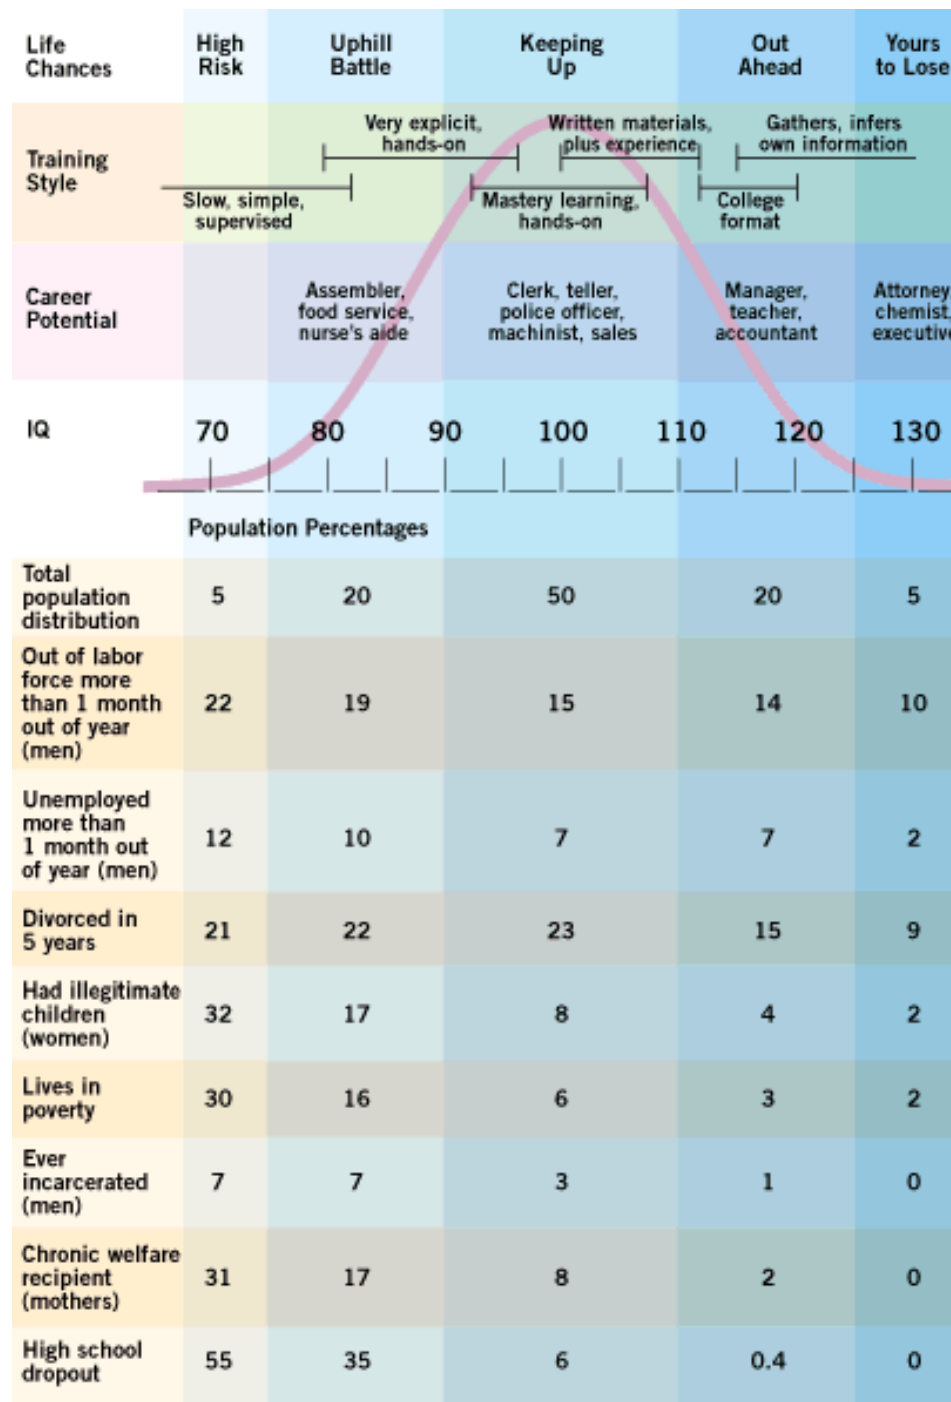 Life
Chances
High
Risk
Uphill
Battle
Keeping
Up
Out
Ahead
Yours
to Lose
Training
Style
Very explicit,
hands-on
Written materials,
plus experience
Gathers, infers
own information
Slow, simple,
supervised
Mastery learning,
hands-on
College
format
Career
Potential
Assembler,
food service,
nurse's aide
Clerk, teller,
police officer,
machinist, sales
Manager,
teacher,
accountant
Attorney
chemist,
executive
IQ 70 80 90 100 110 120 130
Population Percentages
Total
population
distribution
5 20 50 20 5
Out of labor
force more
than 1 month
out of year
(men)
22 19 15 14 10
Unemployed
more than
1 month out
of year (men)
12 10 7 7 2
Divorced in
5 years
21 22 23 15 9
Had illegitimate
children
(women)
32 17 8 4 2
Lives in
poverty
30 16 6 3 2
Ever
incarcerated
(men)
7 7 3 1 0
Chronic welfare
recipient
(mothers)
31 17 8 2 0
High school
dropout
55 35 6 0.4 0